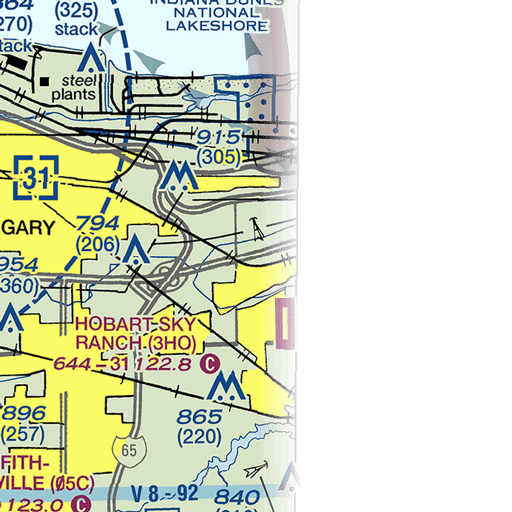 (325)
270)
stack
stack
INDIANA DUNES
NATIONAL
LAKESHORE
steel
plants
915
(305)
31
GARY
794
(206)
954
360)
HOBART SKY
RANCH (3HO)
644 - 31 122.8 C
896
(257)
865
(220)
65
FITH-
VILLE (05C)
123.0 C
V 8 - 92
840